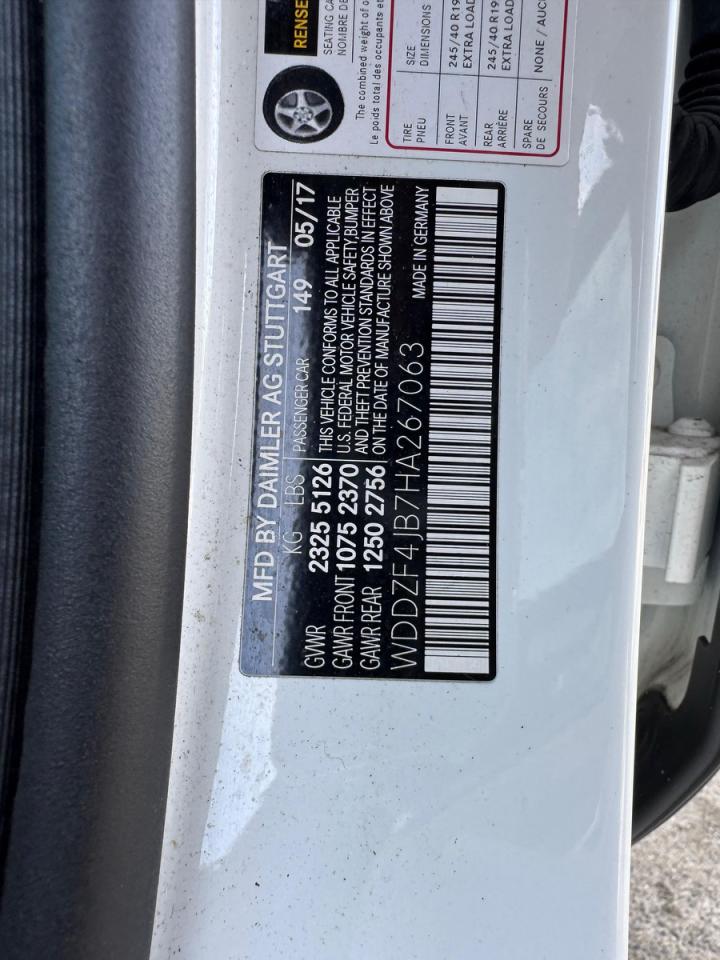 MFD BY DAIMLER AG STUTTGART
KG LBS PASSENGER CAR 149 05/17
GVWR 2325 5126
GAWR FRONT 1075 2370
GAWR REAR 1250 2756
THIS VEHICLE CONFORMS TO ALL APPLICABLE
U.S. FEDERAL MOTOR VEHICLE SAFETY,BUMPER
AND THEFT PREVENTION STANDARDS IN EFFECT
ON THE DATE OF MANUFACTURE SHOWN ABOVE
WDDZF4JB7HA267063 MADE IN GERMANY
SEATING
NOMBRE DE
The combined weight of
Le poids total des occupants et
TIRE SIZE
PNEU DIMENSIONS
FRONT 245/40 R19
AVANT EXTRA LOAD
REAR 245/40 R19
ARRIÈRE EXTRA LOAD
SPARE NONE / AUC
DE SECOURS